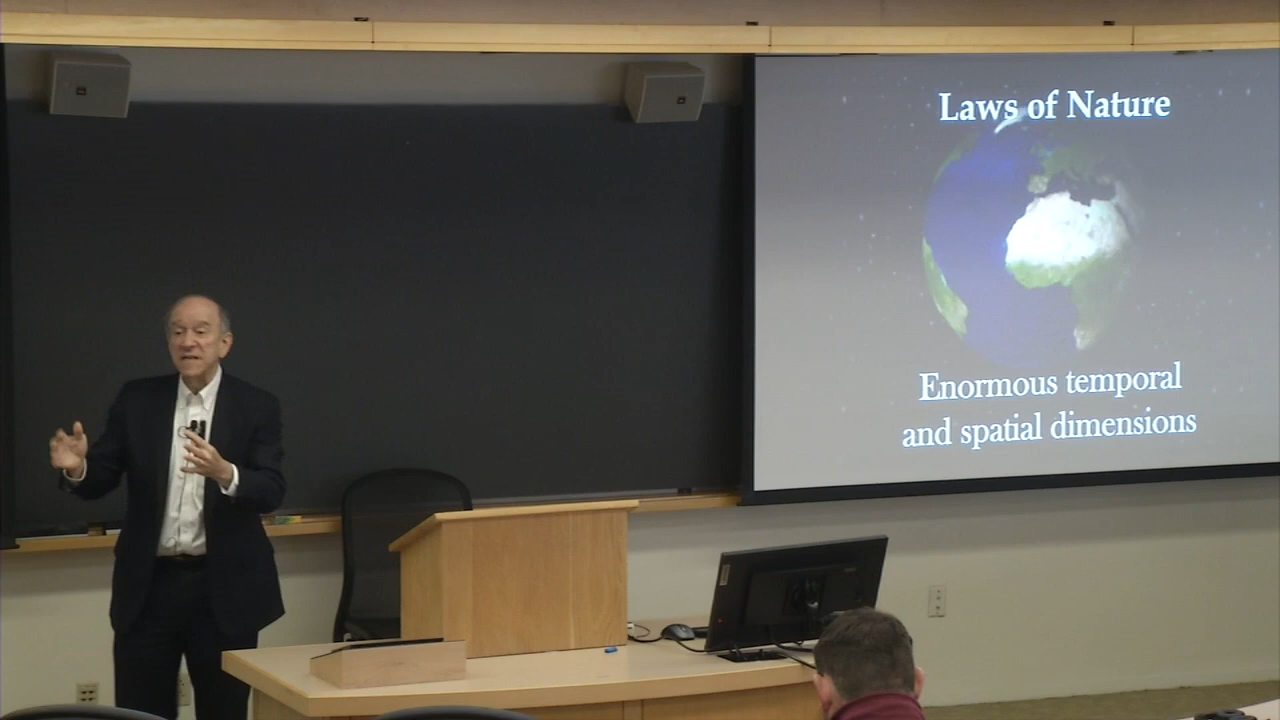 Laws of Nature
Enormous temporal
and spatial dimensions